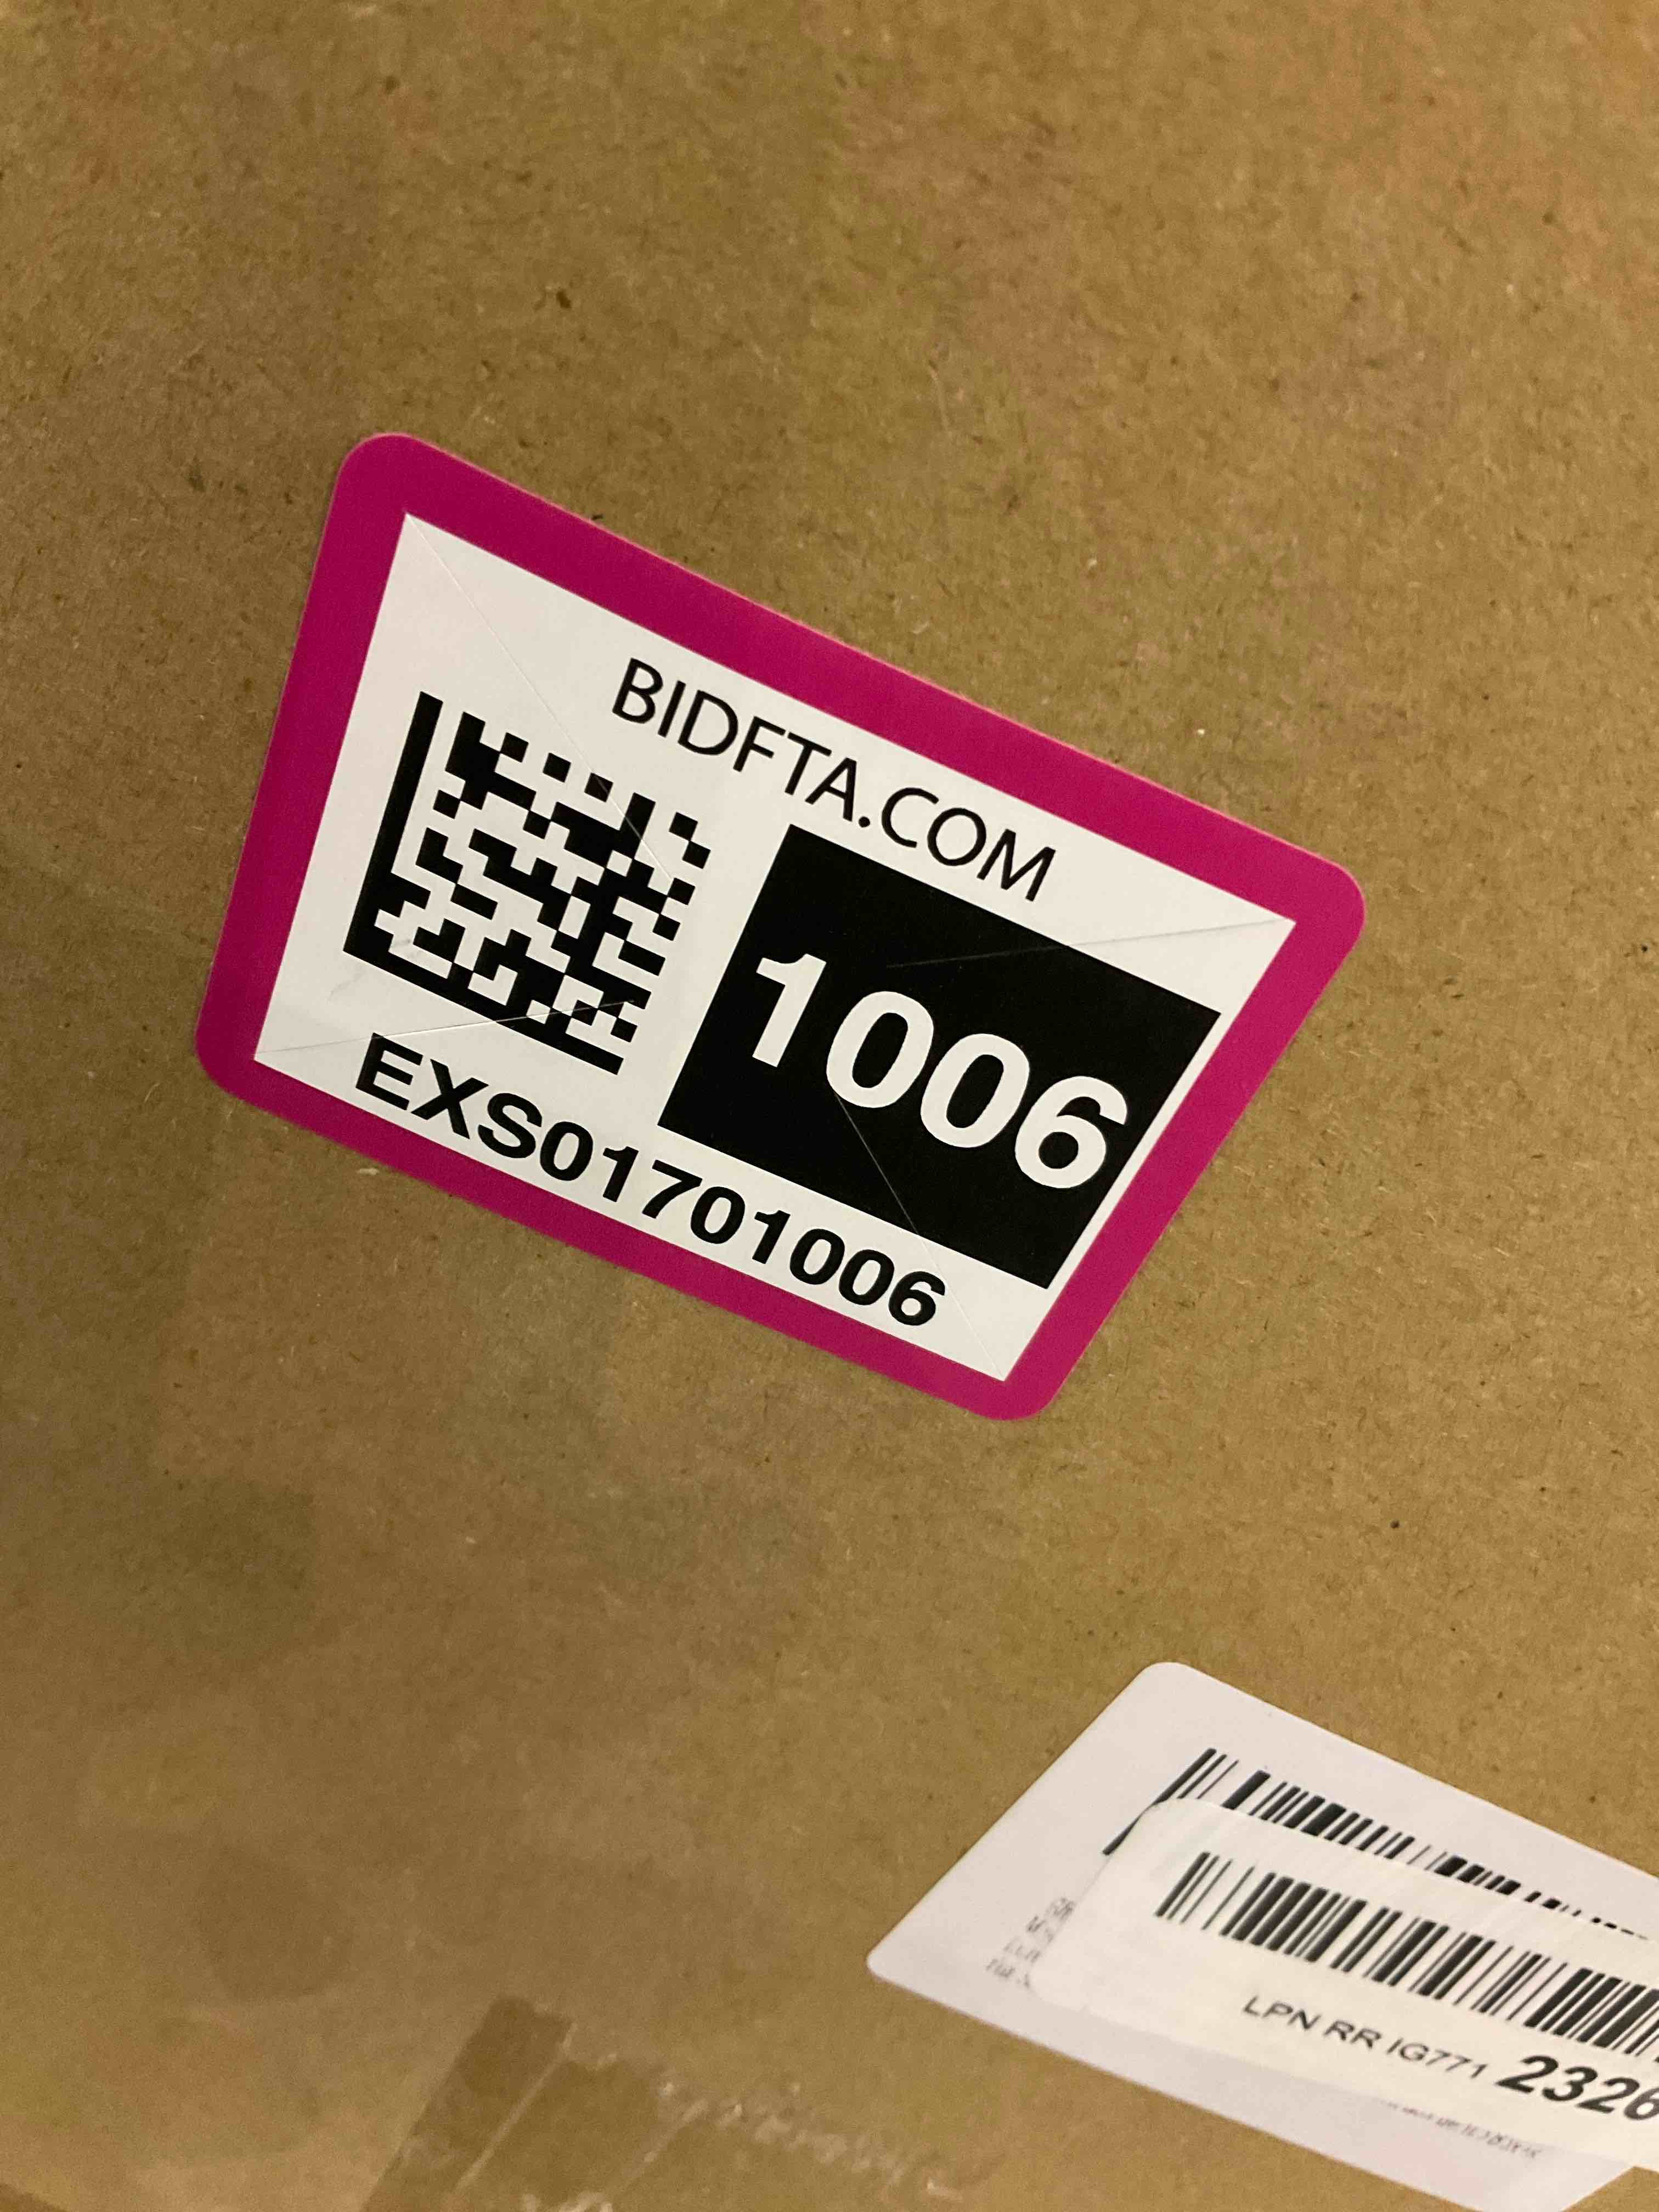 BIDFTA.COM
1006
EXS01701006
LPN RR IG771 2326